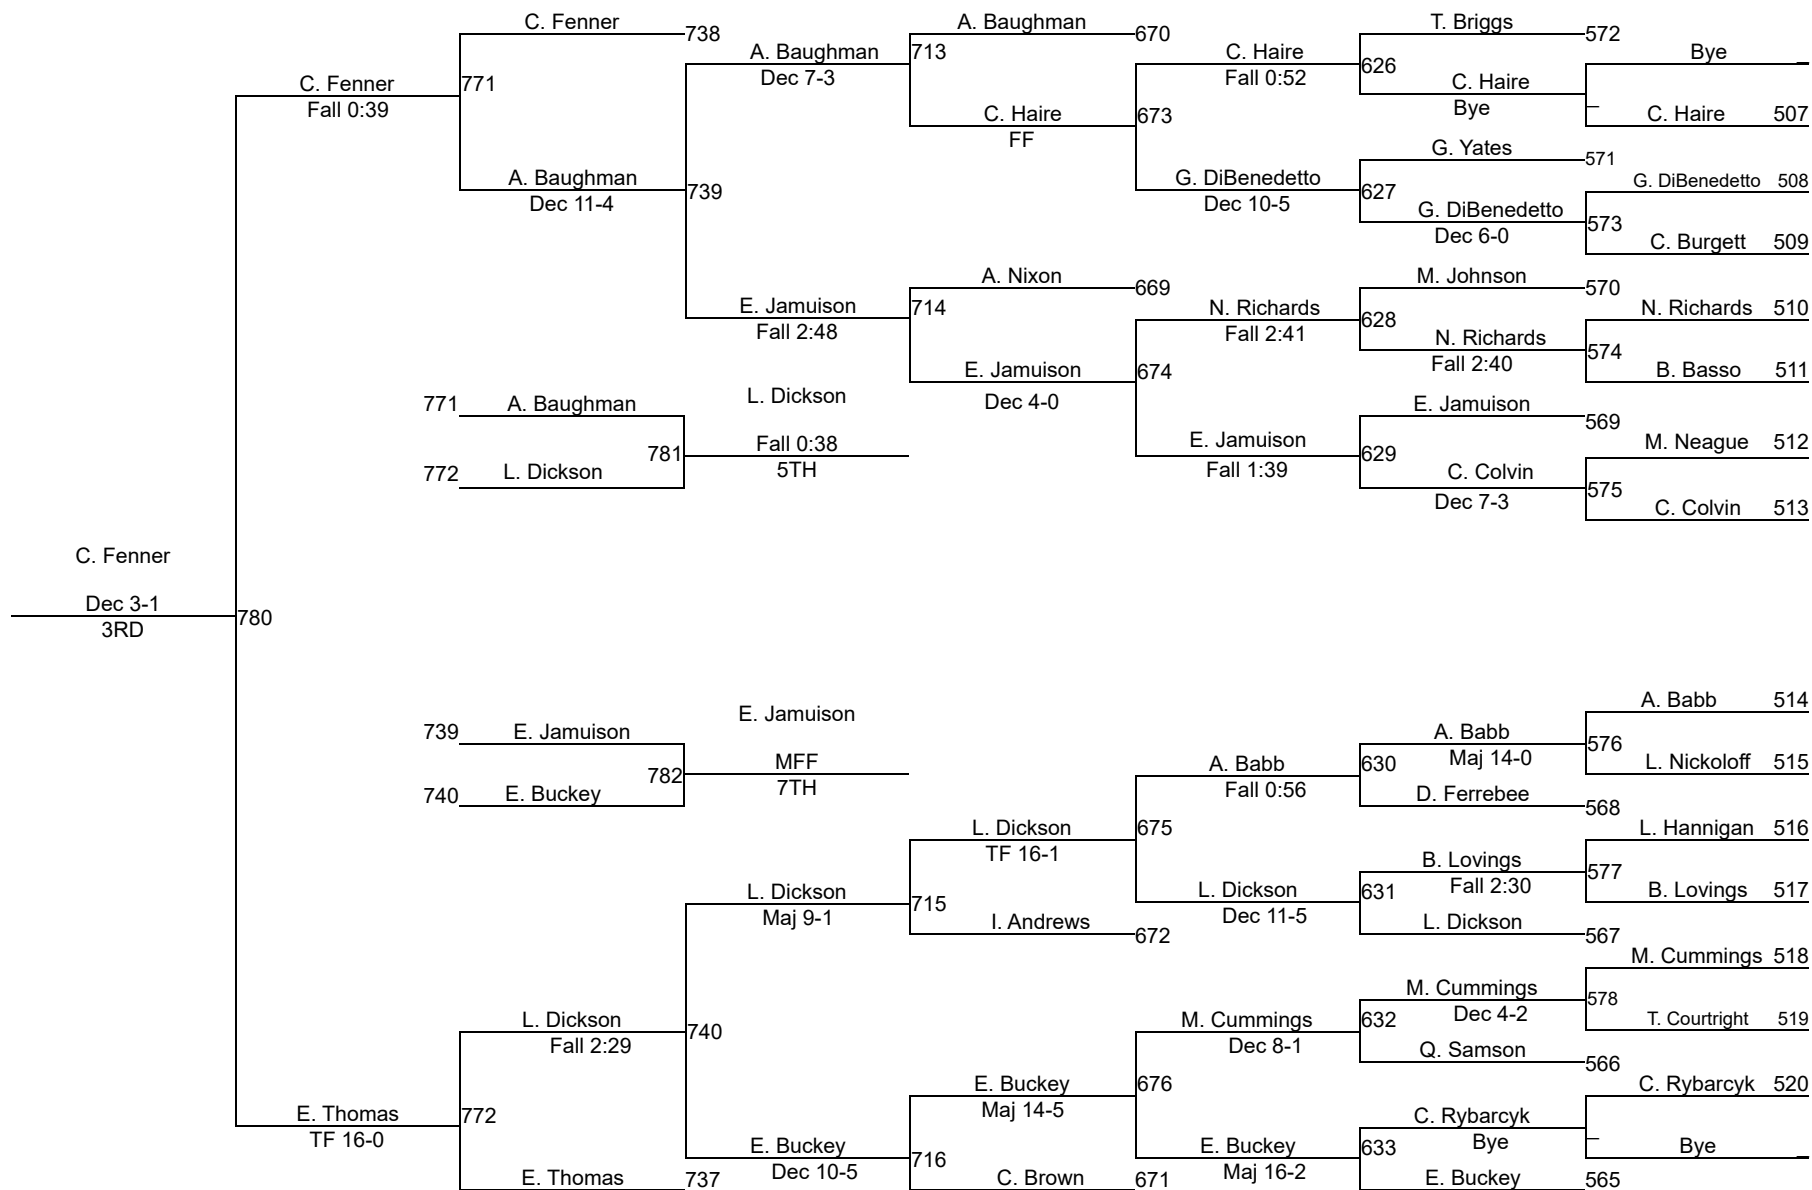 C. Fenner
738
A. Baughman
670
T. Briggs
572
A. Baughman
713
C. Haire
Bye
Dec 7-3
Fall 0:52
626
C. Fenner
771
C. Haire
Fall 0:39
Bye
C. Haire
673
C. Haire 507
FF
G. Yates
571
A. Baughman
739
G. DiBenedetto
627
G. DiBenedetto 508
Dec 11-4
Dec 10-5
G. DiBenedetto
573
Dec 6-0
C. Burgett 509
A. Nixon
669
M. Johnson
570
E. Jamuison
714
N. Richards
628
N. Richards 510
Fall 2:48
Fall 2:41
N. Richards
574
Fall 2:40
E. Jamuison
674
B. Basso 511
Dec 4-0
L. Dickson
771 A. Baughman
E. Jamuison
569
781
Fall 0:38
E. Jamuison
629
M. Neague 512
5TH
Fall 1:39
772 L. Dickson
C. Colvin
575
Dec 7-3
C. Colvin 513
C. Fenner
Dec 3-1
780
3RD
A. Babb 514
E. Jamuison
739 E. Jamuison
A. Babb
576
Maj 14-0
782
MFF
A. Babb
630
L. Nickoloff 515
7TH
Fall 0:56
740 E. Buckey
D. Ferrebee
568
L. Dickson
675
L. Hannigan 516
TF 16-1
B. Lovings
577
Fall 2:30
L. Dickson
715
L. Dickson
631
B. Lovings 517
Maj 9-1
Dec 11-5
I. Andrews
672
L. Dickson
567
M. Cummings 518
M. Cummings
578
Dec 4-2
L. Dickson
740
M. Cummings
632
T. Courtright 519
Fall 2:29
Dec 8-1
Q. Samson
566
E. Buckey
676
C. Rybarcyk 520
Maj 14-5
E. Thomas
772
C. Rybarcyk
TF 16-0
Bye
E. Buckey
716
E. Buckey
633
Bye
Dec 10-5
Maj 16-2
E. Thomas
737
C. Brown
671
E. Buckey
565